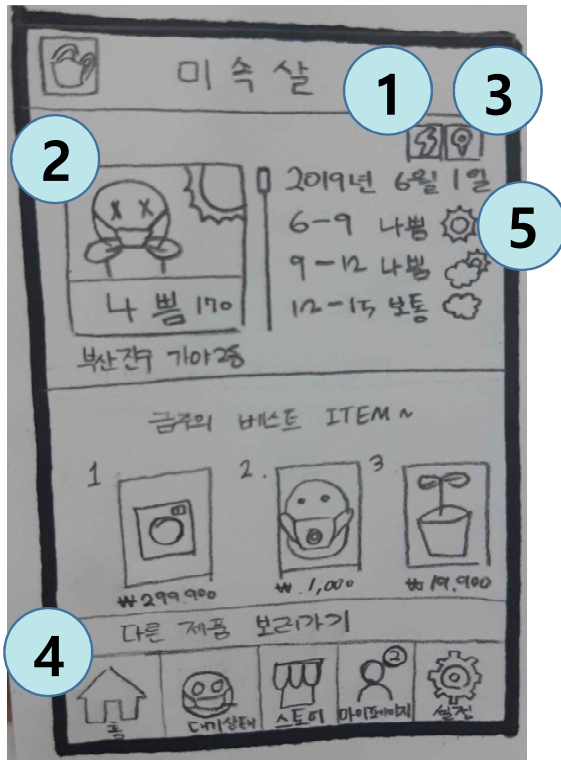 미 속 살
1
3
2
2019년 6월 1일
6-9 나쁨
5
9-12 나쁨
12-15 보통
나쁨 170
부산진구 가야2동
금주의 베스트 ITEM~
1 2. 3
₩299,900 ₩.1,000 ₩19,900
다른 제품 보러가기
4
2
홈 대기상태 스토어 마이페이지 설정